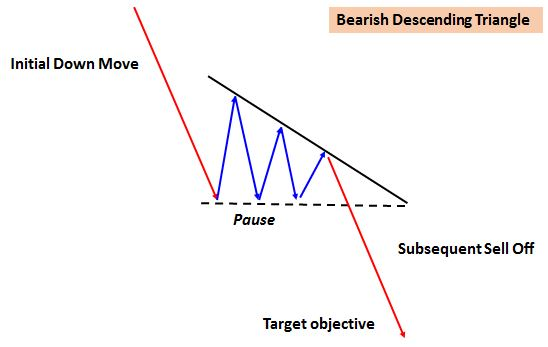 Bearish Descending Triangle
Initial Down Move
Pause
Subsequent Sell Off
Target objective